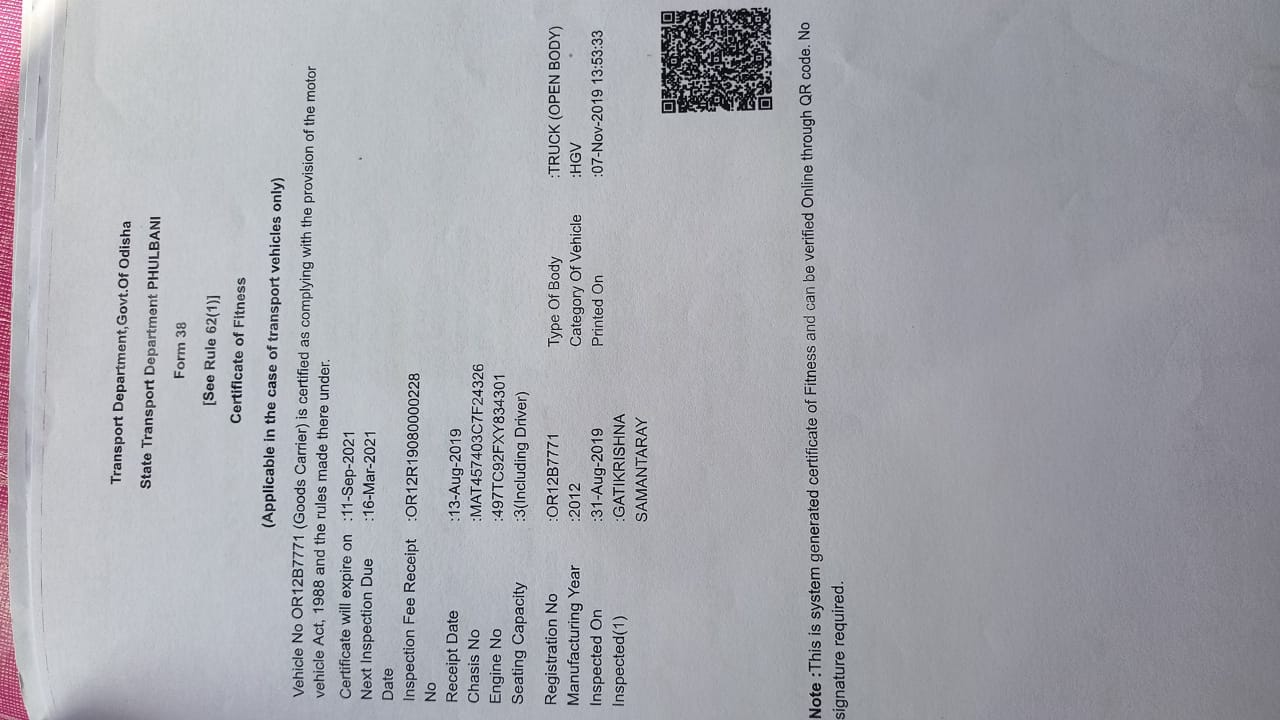 Transport Department,Govt.Of Odisha
State Transport Department PHULBANI
Form 38
[See Rule 62(1)]
Certificate of Fitness
(Applicable in the case of transport vehicles only)
Vehicle No OR12B7771 (Goods Carrier) is certified as complying with the provision of the motor
vehicle Act, 1988 and the rules made there under.
Certificate will expire on :11-Sep-2021
Next Inspection Due :16-Mar-2021
Date
Inspection Fee Receipt :OR12R19080000228
No
Receipt Date :13-Aug-2019
Chasis No :MAT457403C7F24326
Engine No :497TC92FXY834301
Seating Capacity :3(Including Driver)
Registration No :OR12B7771 Type Of Body :TRUCK (OPEN BODY)
Manufacturing Year :2012 Category Of Vehicle :HGV
Inspected On :31-Aug-2019 Printed On :07-Nov-2019 13:53:33
Inspected(1) :GATIKRISHNA
SAMANTARAY
Note :This is system generated certificate of Fitness and can be verified Online through QR code. No
signature required.